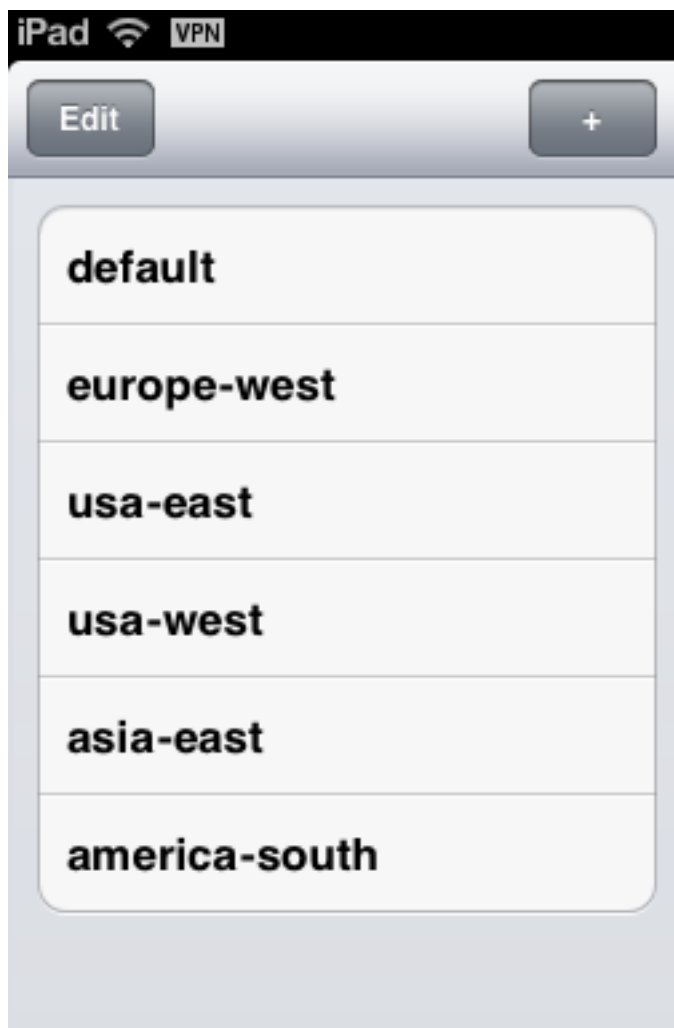 iPad VPN
Edit +
default
europe-west
usa-east
usa-west
asia-east
america-south